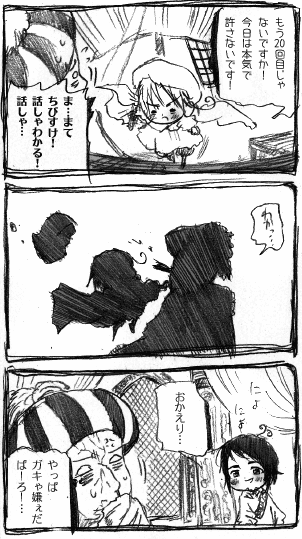 もう20回目じゃ
ないですか!
今日は本気で
許さないです!
ま…まて
ちびすけ!
話しゃわかる!
話しゃ…
わっ…
おかえり…
にょ
にょ
やっぱ
ガキャ嫌ぇだ
ばーろー…